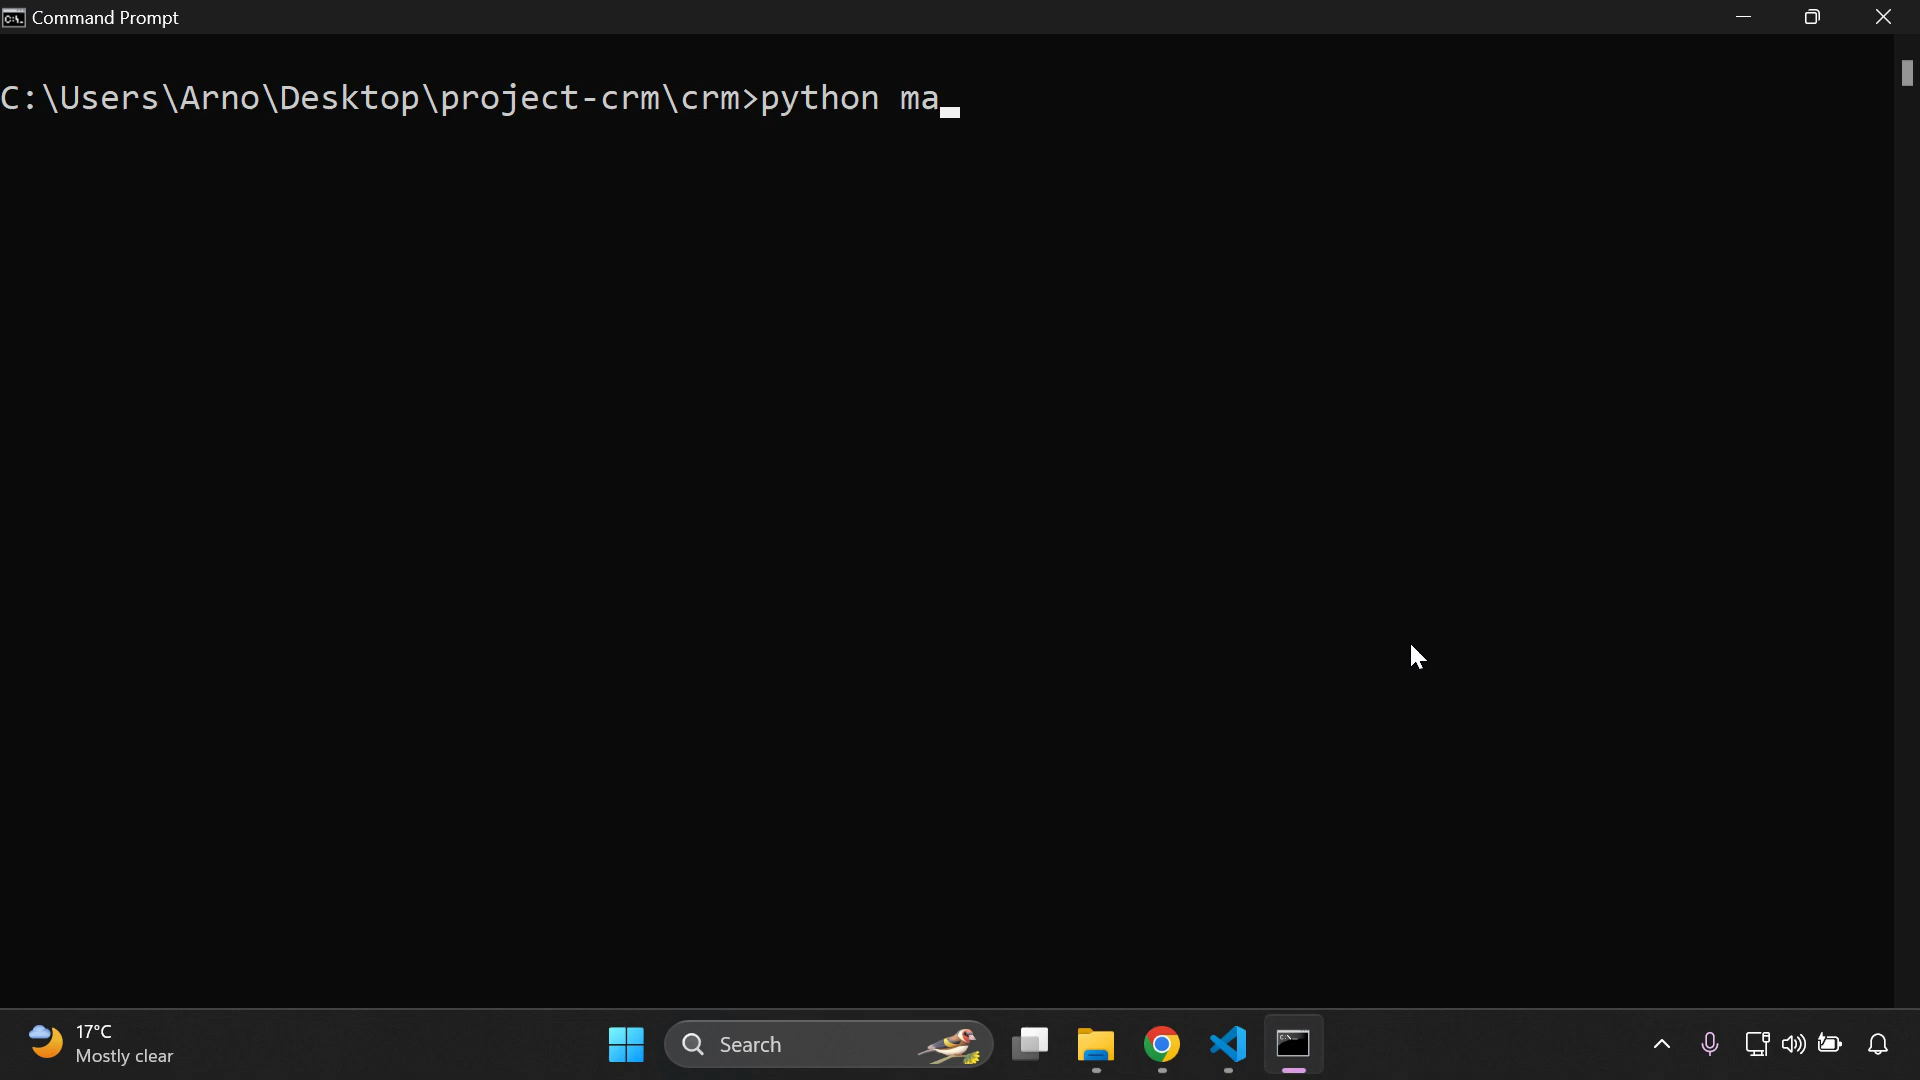 Command Prompt
C:\Users\Arno\Desktop\project-crm\crm>python ma
17°C
Mostly clear
Search